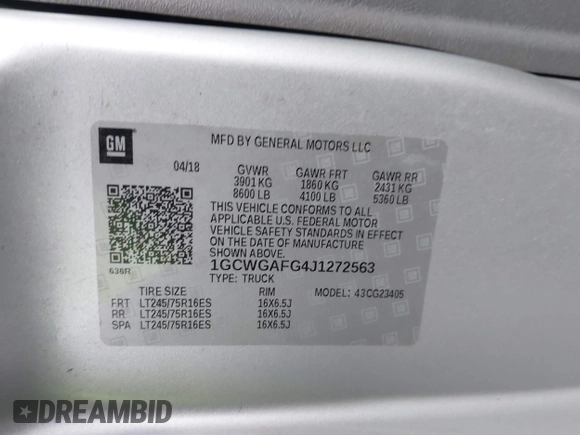 GM
MFD BY GENERAL MOTORS LLC
04/18 GVWR GAWR FRT GAWR RR
3901 KG 1860 KG 2431 KG
8600 LB 4100 LB 5360 LB
THIS VEHICLE CONFORMS TO ALL
APPLICABLE U.S. FEDERAL MOTOR
VEHICLE SAFETY STANDARDS IN EFFECT
ON THE DATE OF MANUFACTURE
SHOWN ABOVE.
1GCWGAFG4J1272563
636R TYPE: TRUCK
TIRE SIZE RIM MODEL: 43CG23405
FRT LT245/75R16ES 16X6.5J
RR LT245/75R16ES 16X6.5J
SPA LT245/75R16ES 16X6.5J
DREAMBID